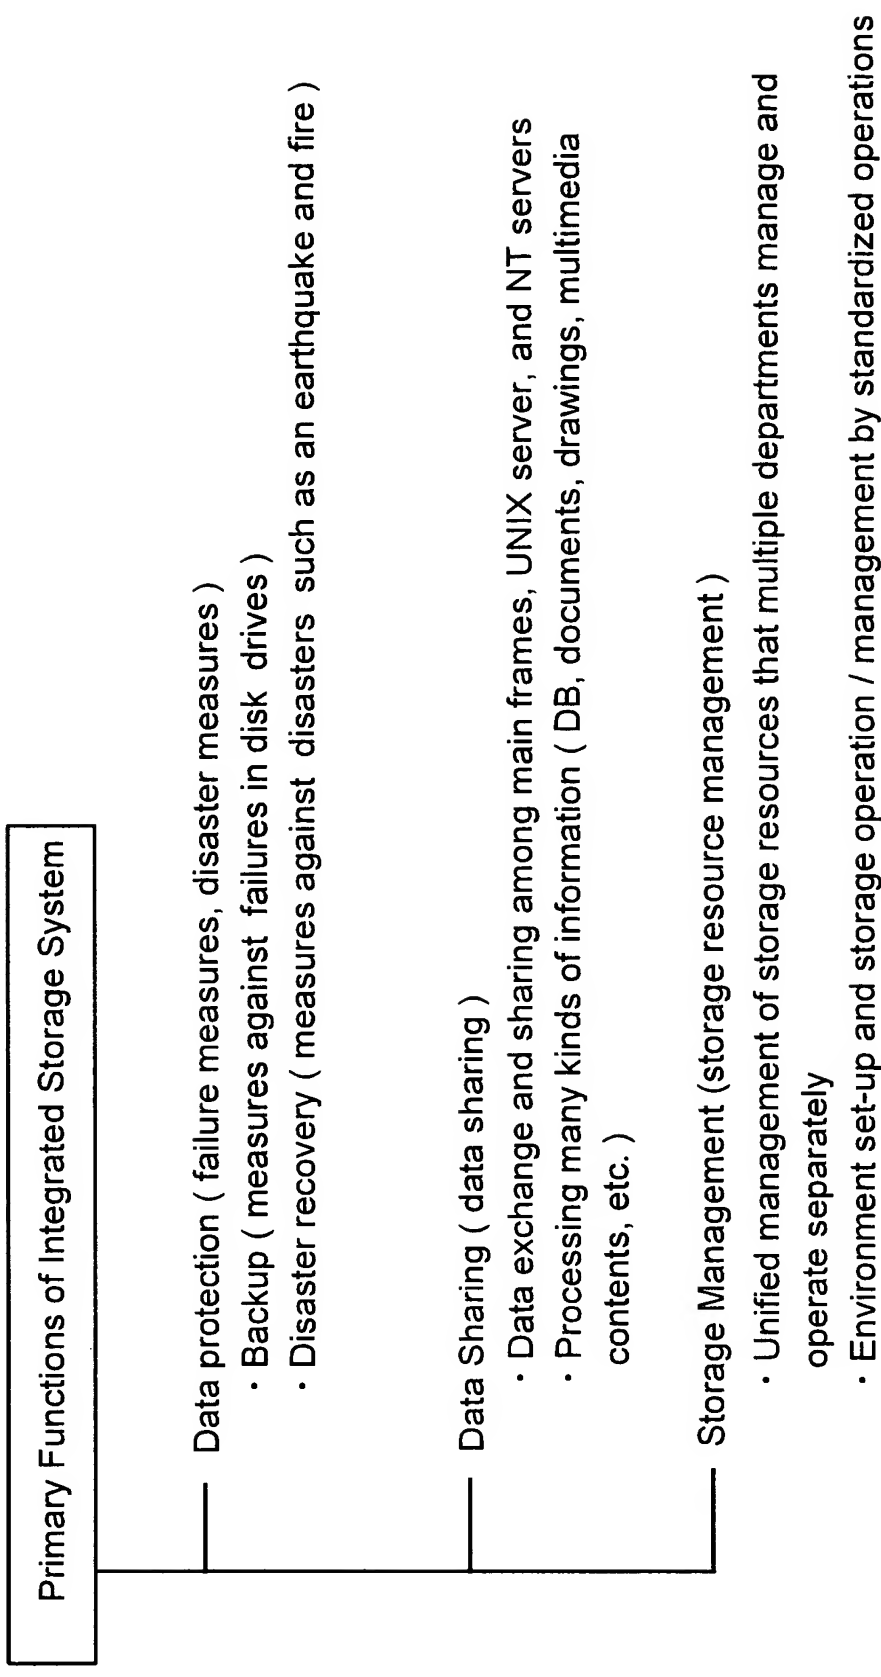 Primary Functions of Integrated Storage System
Data protection ( failure measures, disaster measures )
・Backup ( measures against failures in disk drives )
・Disaster recovery ( measures against disasters such as an earthquake and fire )
Data Sharing ( data sharing )
・Data exchange and sharing among main frames, UNIX server, and NT servers
・Processing many kinds of information ( DB, documents, drawings, multimedia
contents, etc. )
Storage Management (storage resource management )
・Unified management of storage resources that multiple departments manage and
operate separately
・Environment set-up and storage operation / management by standardized operations